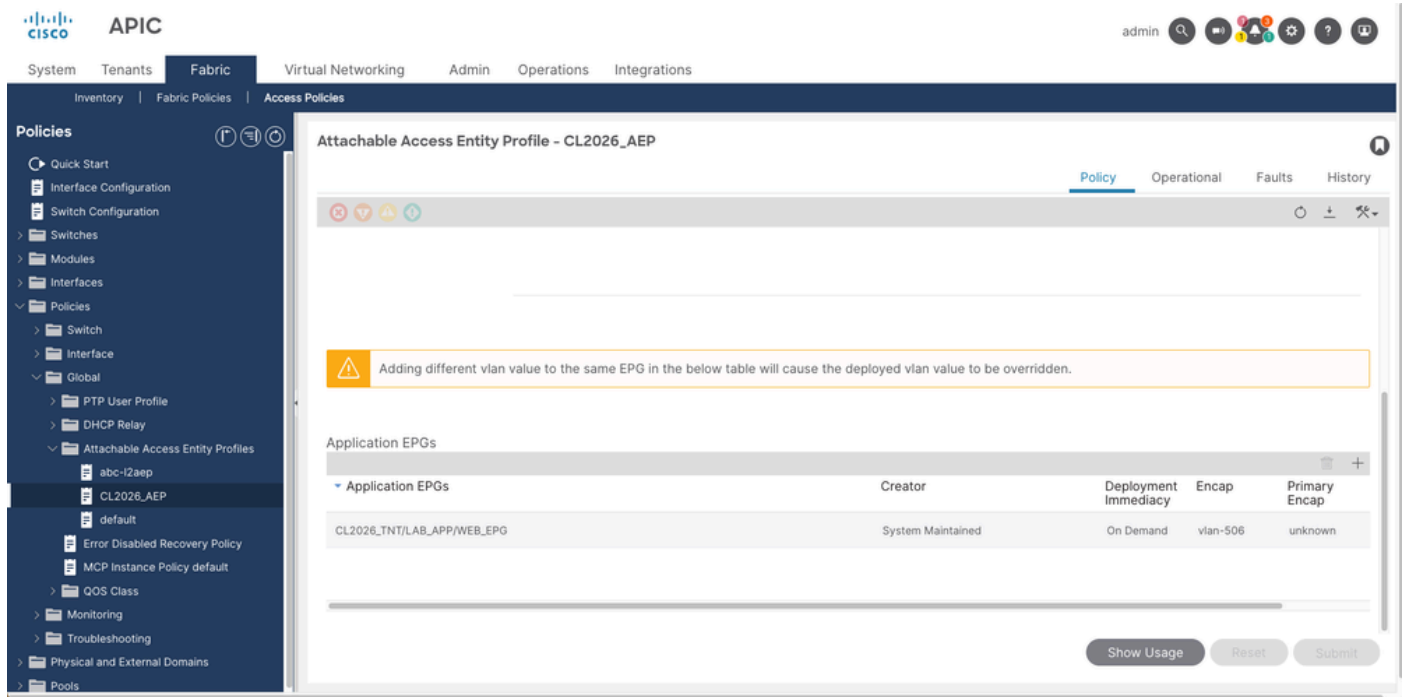 CISCO
APIC
admin
System Tenants Fabric Virtual Networking Admin Operations Integrations
Inventory | Fabric Policies | Access Policies
Policies
Quick Start
Interface Configuration
Switch Configuration
Switches
Modules
Interfaces
Policies
Switch
Interface
Global
PTP User Profile
DHCP Relay
Attachable Access Entity Profiles
abc-l2aep
CL2026_AEP
default
Error Disabled Recovery Policy
MCP Instance Policy default
QOS Class
Monitoring
Troubleshooting
Physical and External Domains
Pools
Attachable Access Entity Profile - CL2026_AEP
Policy Operational Faults History
Adding different vlan value to the same EPG in the below table will cause the deployed vlan value to be overridden.
Application EPGs
Application EPGs Creator Deployment Immediacy Encap Primary Encap
CL2026_TNT/LAB_APP/WEB_EPG System Maintained On Demand vlan-506 unknown
Show Usage Reset Submit